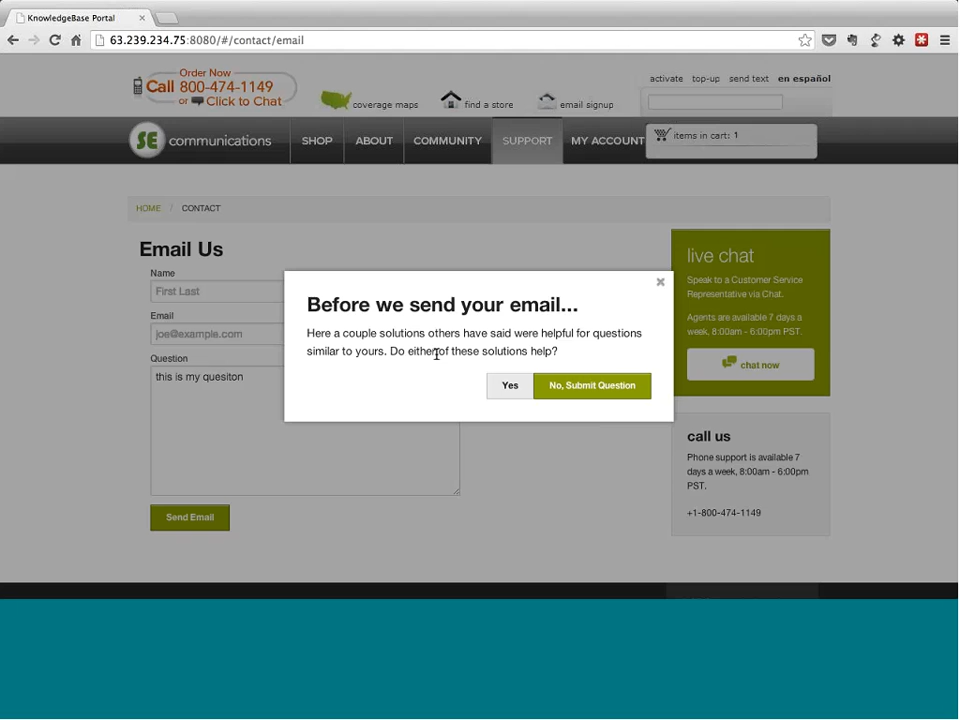 KnowledgeBase Portal
63.239.234.75:8080/#/contact/email
Order Now
Call 800-474-1149
or Click to Chat
coverage maps
find a store
email signup
activate top-up send text en español
SE communications
SHOP ABOUT COMMUNITY SUPPORT MY ACCOUNT
items in cart: 1
HOME CONTACT
Email Us
Name
First Last
Email
joe@example.com
Question
this is my quesiton
Send Email
Before we send your email...
Here a couple solutions others have said were helpful for questions
similar to yours. Do either of these solutions help?
Yes No, Submit Question
live chat
Speak to a Customer Service
Representative via Chat.
Agents are available 7 days a
week, 8:00am - 6:00pm PST.
chat now
call us
Phone support is available 7
days a week, 8:00am - 6:00pm
PST.
+1-800-474-1149